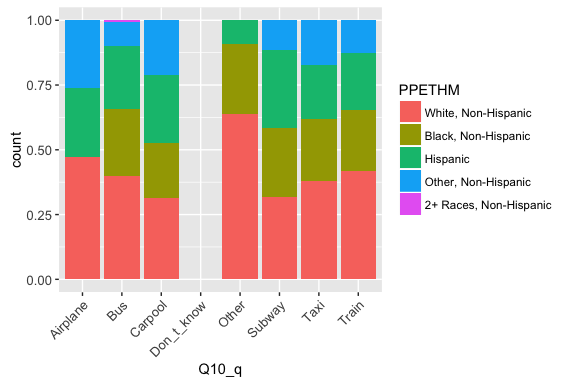 1.00
0.75
0.50
0.25
0.00
count
Airplane
Bus
Carpool
Don_t_know
Other
Subway
Taxi
Train
Q10_q
PPETHM
White, Non-Hispanic
Black, Non-Hispanic
Hispanic
Other, Non-Hispanic
2+ Races, Non-Hispanic